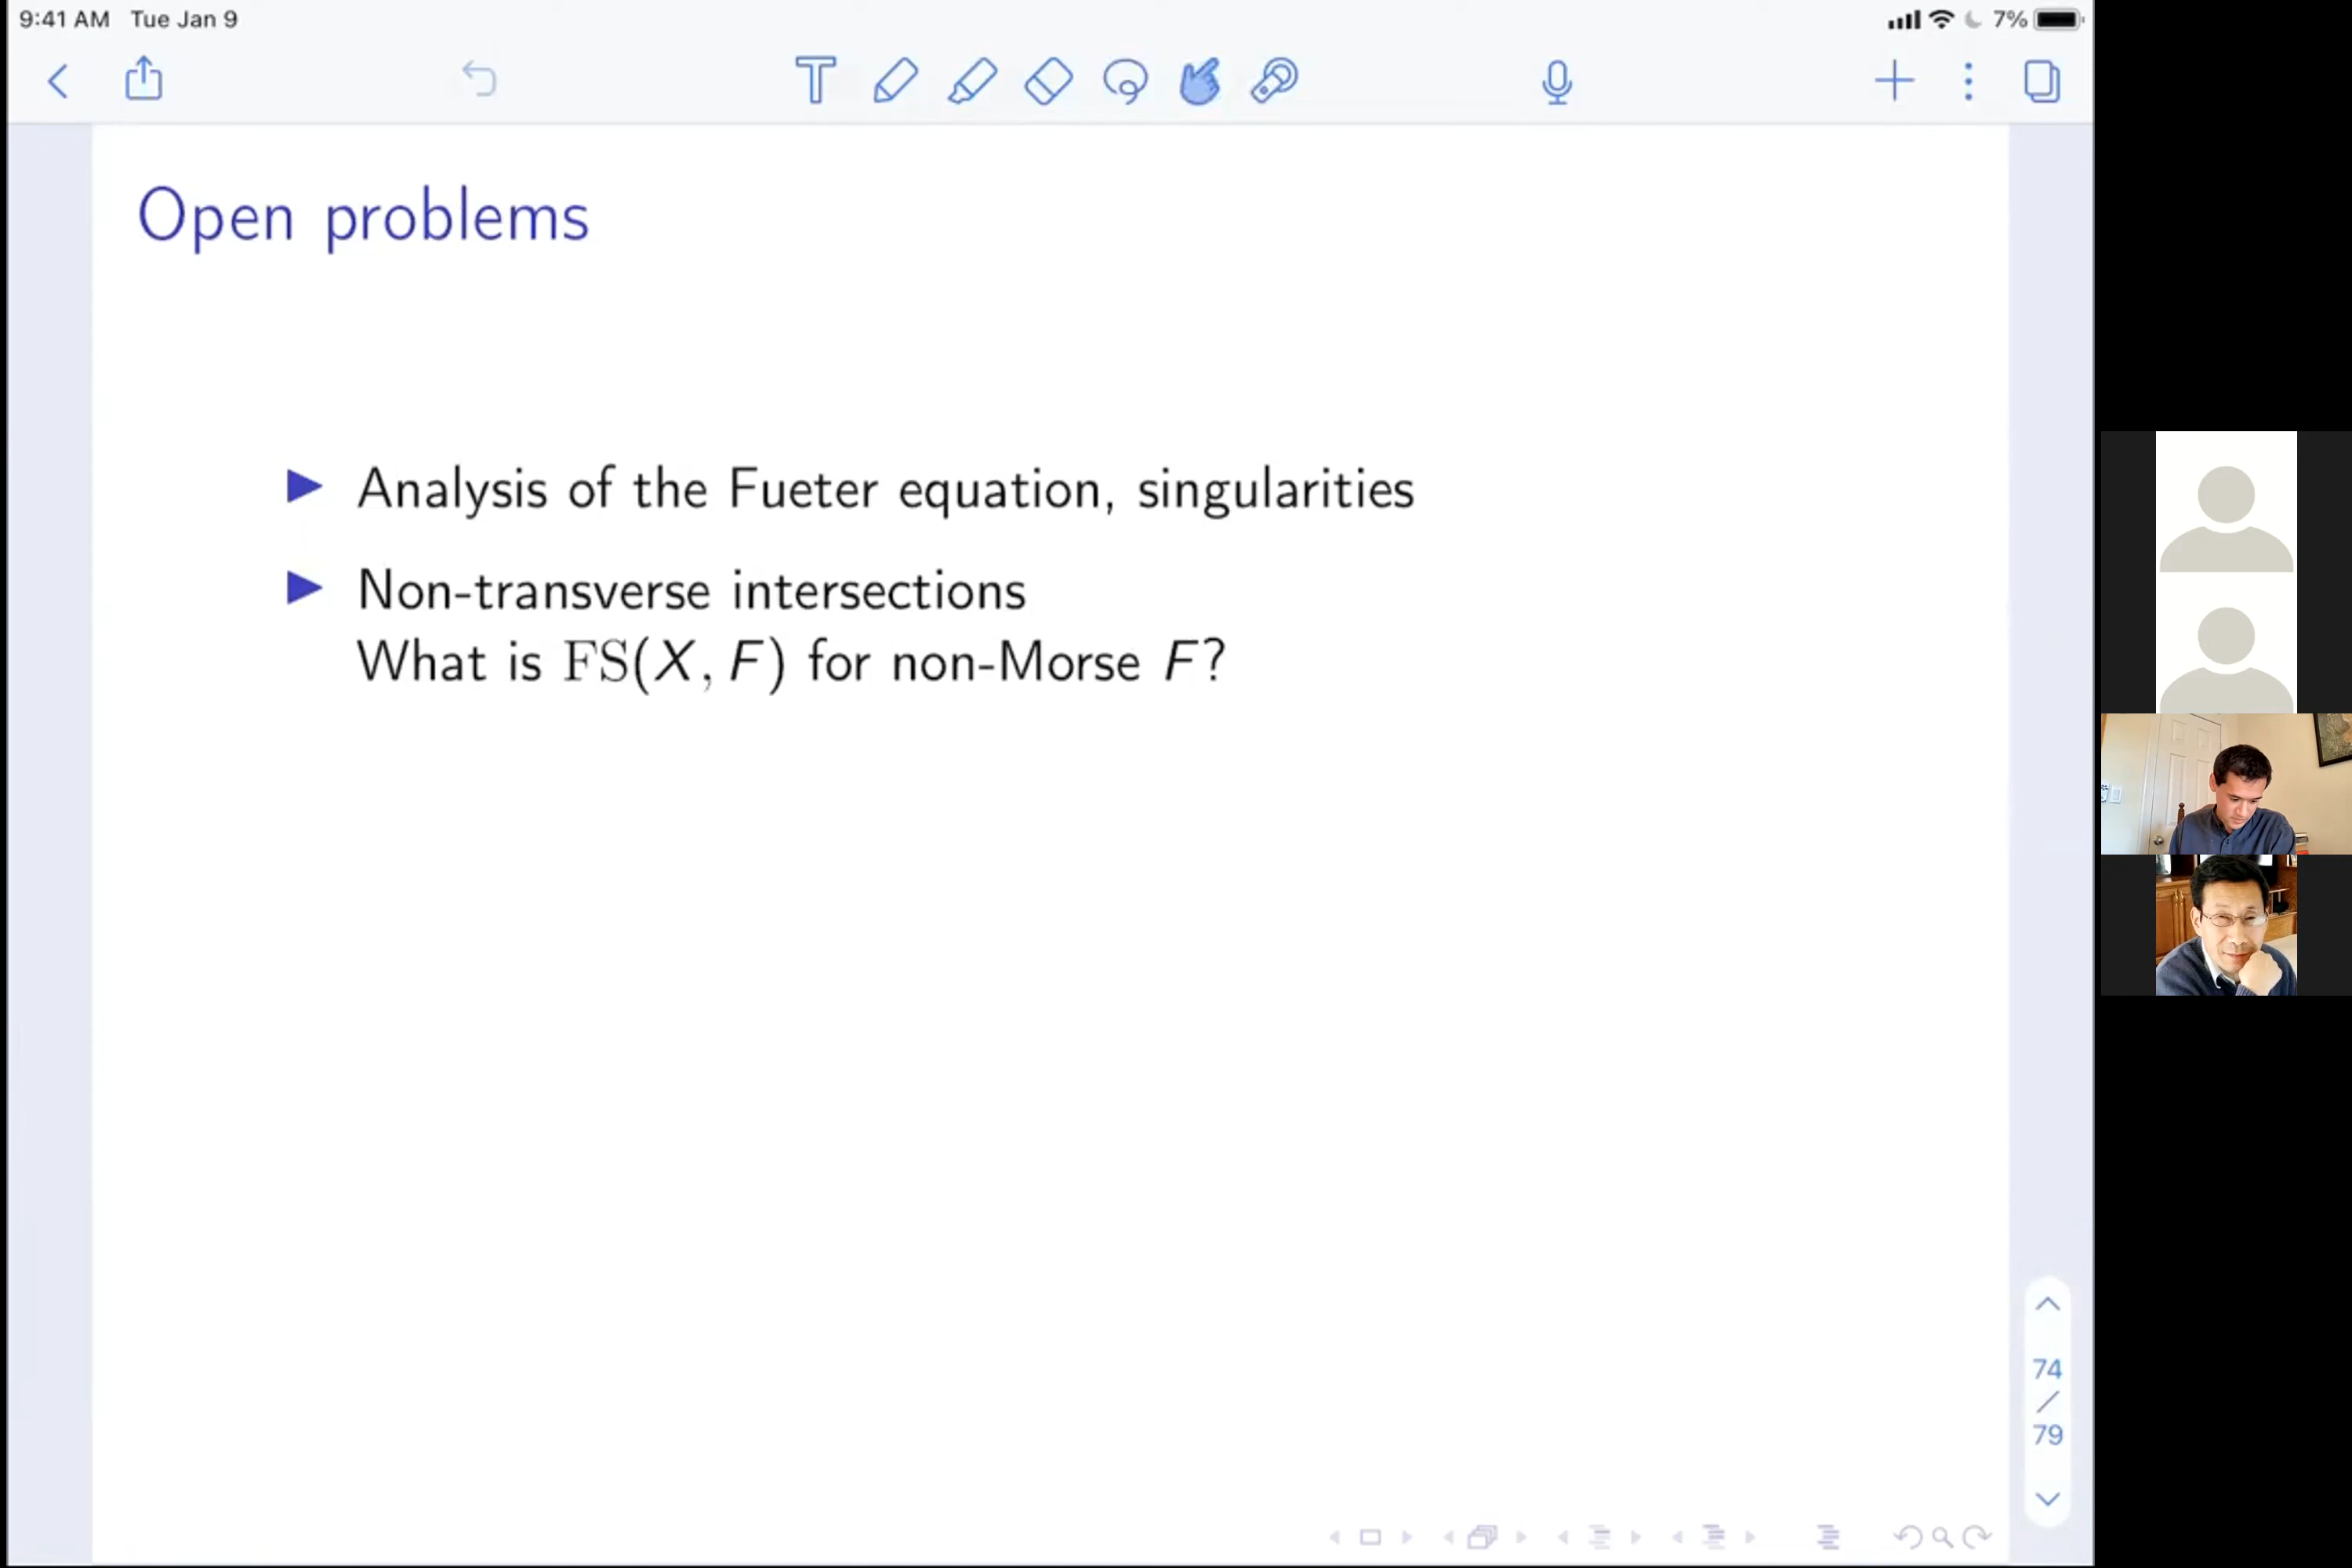 9:41 AM Tue Jan 9
7%
Open problems
Analysis of the Fueter equation, singularities
Non-transverse intersections
What is FS(X, F) for non-Morse F?
74
/
79